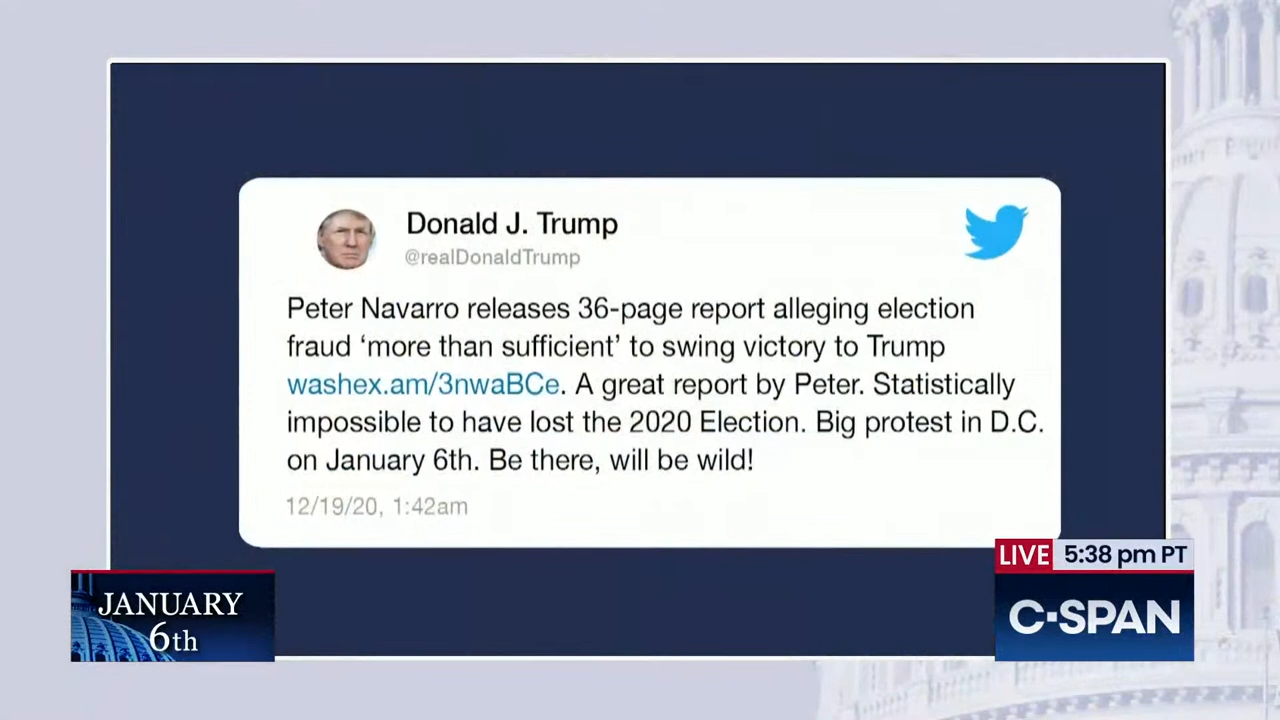 Donald J. Trump
@realDonaldTrump
Peter Navarro releases 36-page report alleging election
fraud ‘more than sufficient’ to swing victory to Trump
washex.am/3nwaBCe. A great report by Peter. Statistically
impossible to have lost the 2020 Election. Big protest in D.C.
on January 6th. Be there, will be wild!
12/19/20, 1:42am
LIVE 5:38 pm PT
JANUARY
6th
C-SPAN